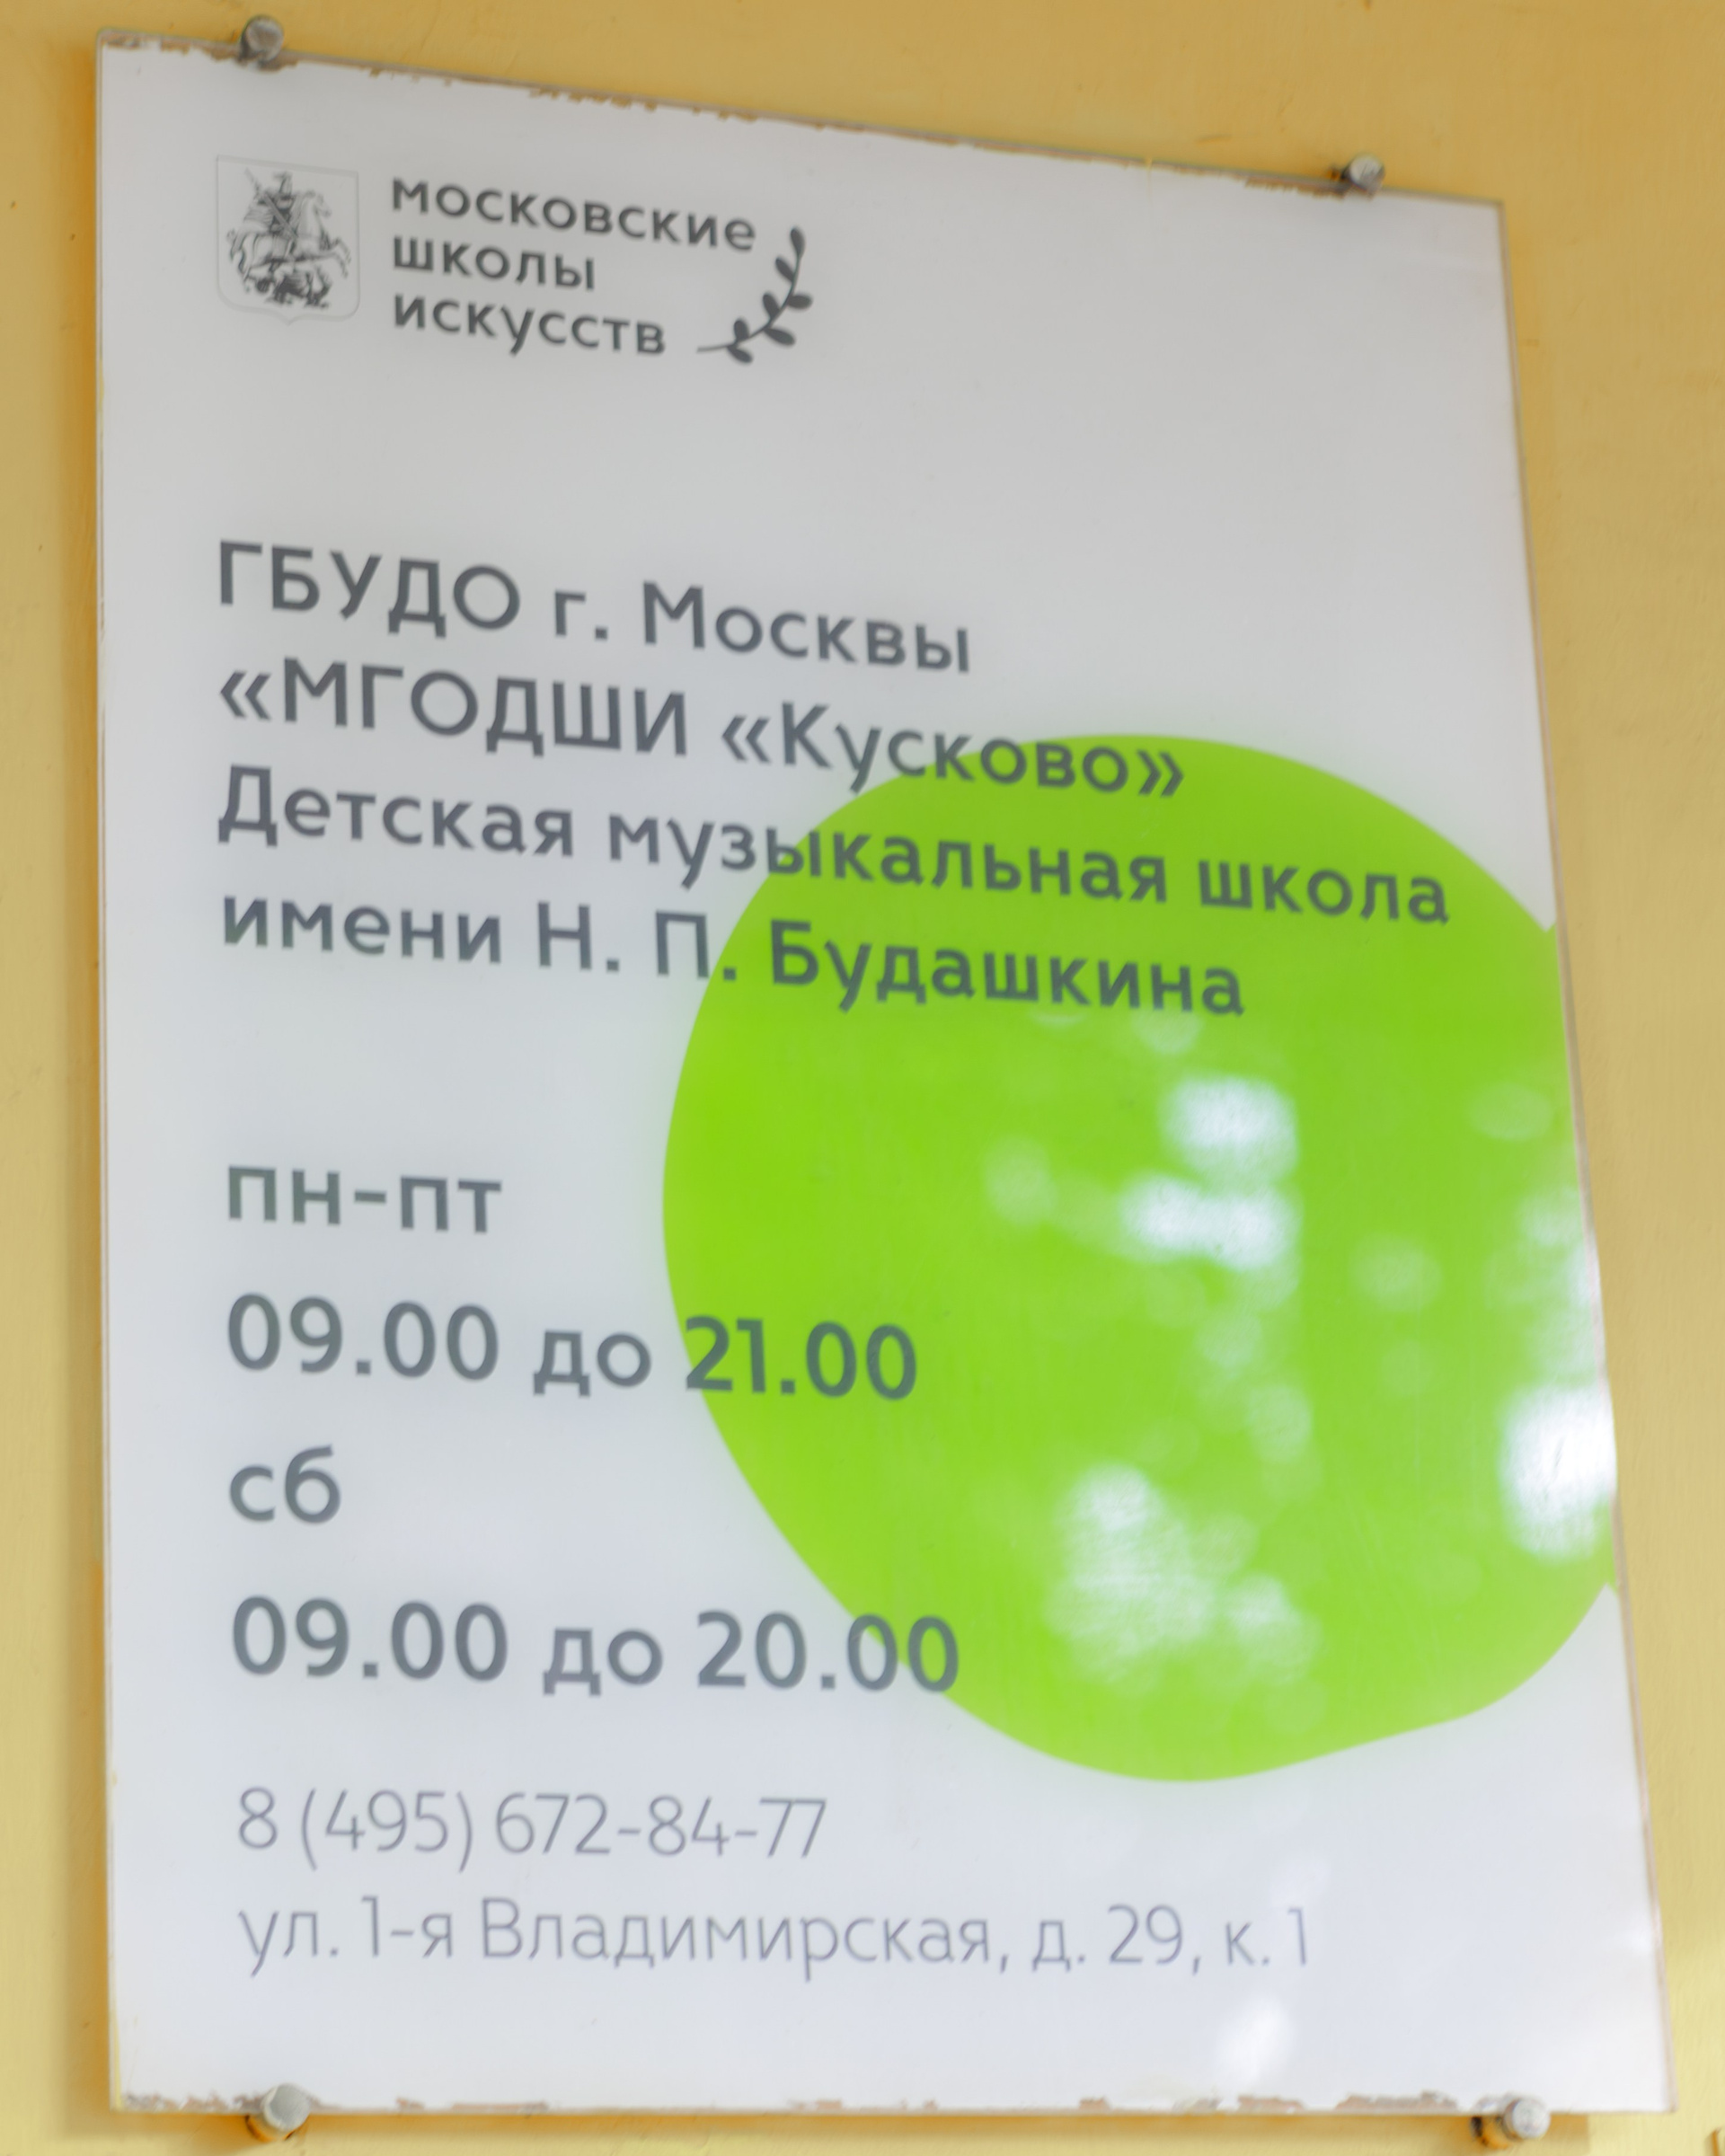 московские
школы
искусств
ГБУДО г. Москвы
«МГОДШИ «Кусково»
Детская музыкальная школа
имени Н. П. Будашкина
пн-пт
09.00 до 21.00
сб
09.00 до 20.00
8 (495) 672-84-77
ул. 1-я Владимирская, д. 29, к. 1